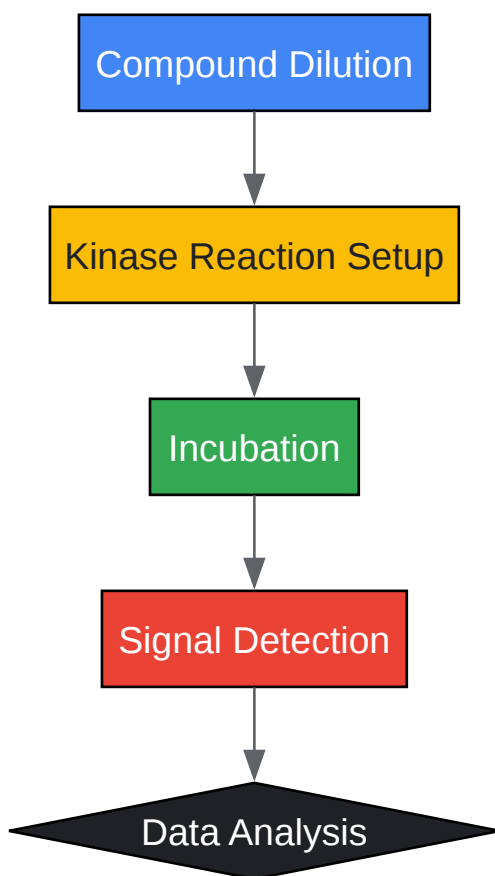 Compound Dilution
Kinase Reaction Setup
Incubation
Signal Detection
Data Analysis